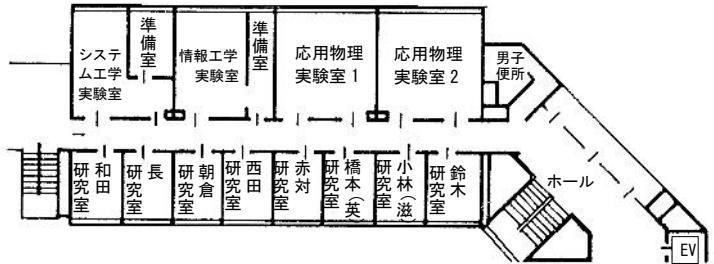 システム工学
実験室
準備室
情報工学
実験室
準備室
応用物理
実験室1
応用物理
実験室2
男子
便所
和田
研究室
長
研究室
朝倉
研究室
西田
研究室
赤対
研究室
橋本(英)
研究室
小林(滋)
研究室
鈴木
研究室
ホール
EV